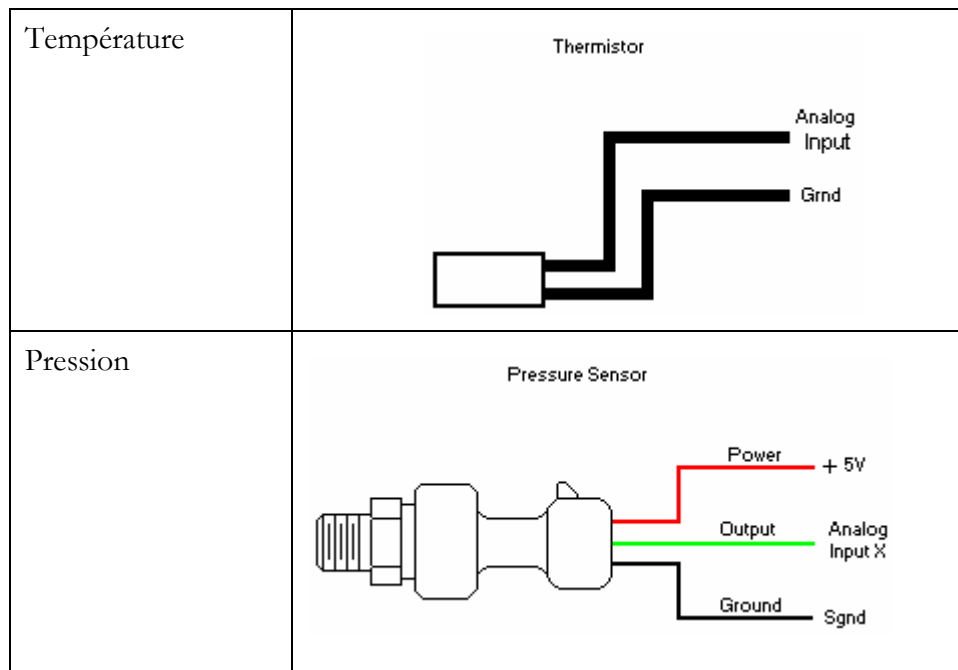 Température
Thermistor
Analog
Input
Grnd
Pression
Pressure Sensor
Power
+ 5V
Output
Analog
Input X
Ground
Sgnd